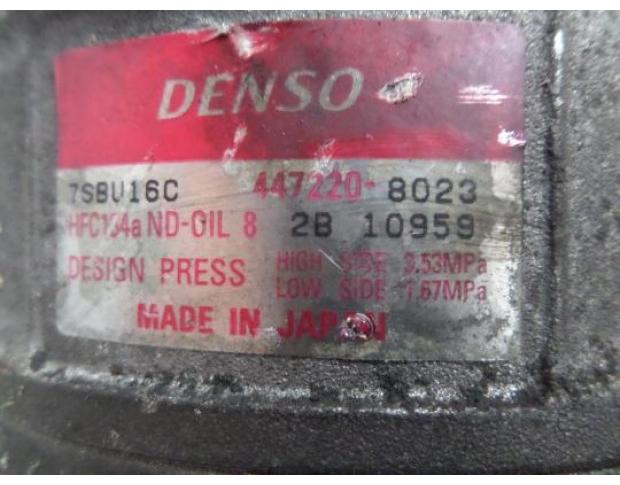 DENSO
7SBU16C 447220-8023
HFC134a ND-OIL 8 2B 10959
DESIGN PRESS HIGH SIDE 3.53MPa
LOW SIDE 1.67MPa
MADE IN JAPAN